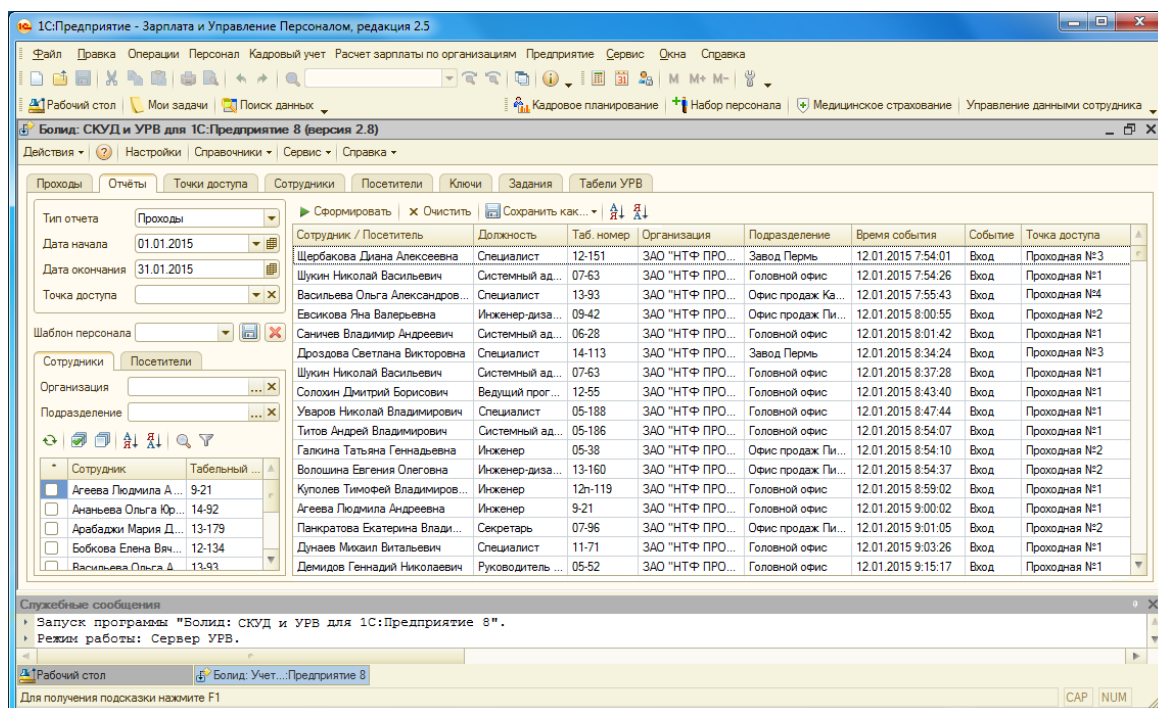 1С:Предприятие - Зарплата и Управление Персоналом, редакция 2.5
Файл Правка Операции Персонал Кадровый учет Расчет зарплаты по организациям Предприятие Сервис Окна Справка
M M+ M-
Рабочий стол Мои задачи Поиск данных Кадровое планирование Набор персонала Медицинское страхование Управление данными сотрудника
Болид: СКУД и УРВ для 1С:Предприятие 8 (версия 2.8)
Действия Настройки Справочники Сервис Справка
Проходы Отчёты Точки доступа Сотрудники Посетители Ключи Задания Табели УРВ
Тип отчета Проходы
Дата начала 01.01.2015
Дата окончания 31.01.2015
Точка доступа
Шаблон персонала
Сотрудники Посетители
Организация
Подразделение
* Сотрудник Табельный ...
Агеева Людмила А... 9-21
Ананьева Ольга Юр... 14-92
Арабаджи Мария Д... 13-179
Бобкова Елена Вяч... 12-134
Васильева Ольга А... 13-93
Сформировать Очистить Сохранить как...
Сотрудник / Посетитель Должность Таб. номер Организация Подразделение Время события Событие Точка доступа
Щербакова Диана Алексеевна Специалист 12-151 ЗАО "НТФ ПРО... Завод Пермь 12.01.2015 7:54:01 Вход Проходная №3
Шукин Николай Васильевич Системный ад... 07-63 ЗАО "НТФ ПРО... Головной офис 12.01.2015 7:54:26 Вход Проходная №1
Васильева Ольга Александров... Специалист 13-93 ЗАО "НТФ ПРО... Офис продаж Ка... 12.01.2015 7:55:43 Вход Проходная №4
Евсикова Яна Валерьевна Инженер-диза... 09-42 ЗАО "НТФ ПРО... Офис продаж Пи... 12.01.2015 8:00:55 Вход Проходная №2
Саничев Владимир Андреевич Системный ад... 06-28 ЗАО "НТФ ПРО... Головной офис 12.01.2015 8:01:42 Вход Проходная №1
Дроздова Светлана Викторовна Специалист 14-113 ЗАО "НТФ ПРО... Завод Пермь 12.01.2015 8:34:24 Вход Проходная №3
Шукин Николай Васильевич Системный ад... 07-63 ЗАО "НТФ ПРО... Головной офис 12.01.2015 8:37:28 Вход Проходная №1
Солохин Дмитрий Борисович Ведущий прог... 12-55 ЗАО "НТФ ПРО... Головной офис 12.01.2015 8:43:40 Вход Проходная №1
Уваров Николай Владимирович Специалист 05-188 ЗАО "НТФ ПРО... Головной офис 12.01.2015 8:47:44 Вход Проходная №1
Титов Андрей Владимирович Системный ад... 05-186 ЗАО "НТФ ПРО... Головной офис 12.01.2015 8:54:07 Вход Проходная №1
Галкина Татьяна Геннадьевна Инженер 05-38 ЗАО "НТФ ПРО... Офис продаж Пи... 12.01.2015 8:54:10 Вход Проходная №2
Волошина Евгения Олеговна Инженер-диза... 13-160 ЗАО "НТФ ПРО... Офис продаж Пи... 12.01.2015 8:54:37 Вход Проходная №2
Куполев Тимофей Владимиров... Инженер 12п-119 ЗАО "НТФ ПРО... Головной офис 12.01.2015 8:59:02 Вход Проходная №1
Агеева Людмила Андреевна Инженер 9-21 ЗАО "НТФ ПРО... Головной офис 12.01.2015 9:00:02 Вход Проходная №1
Панкратова Екатерина Влади... Секретарь 07-96 ЗАО "НТФ ПРО... Офис продаж Пи... 12.01.2015 9:01:05 Вход Проходная №2
Дунаев Михаил Витальевич Специалист 11-71 ЗАО "НТФ ПРО... Головной офис 12.01.2015 9:03:26 Вход Проходная №1
Демидов Геннадий Николаевич Руководитель ... 05-52 ЗАО "НТФ ПРО... Головной офис 12.01.2015 9:15:17 Вход Проходная №1
Служебные сообщения
Запуск программы "Болид: СКУД и УРВ для 1С:Предприятие 8".
Режим работы: Сервер УРВ.
Рабочий стол Болид: Учет...:Предприятие 8
Для получения подсказки нажмите F1 CAP NUM